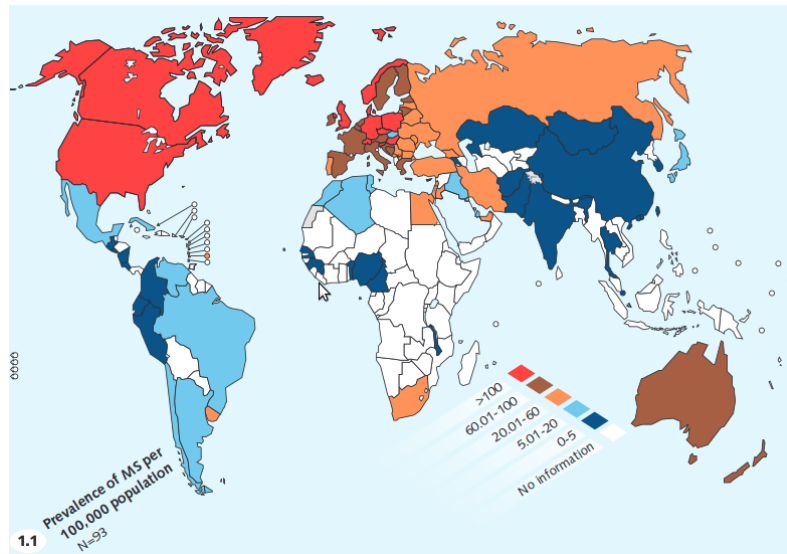 >100
60.01-100
20.01-60
5.01-20
0-5
No information
Prevalence of MS per
100,000 population
N=93
1.1